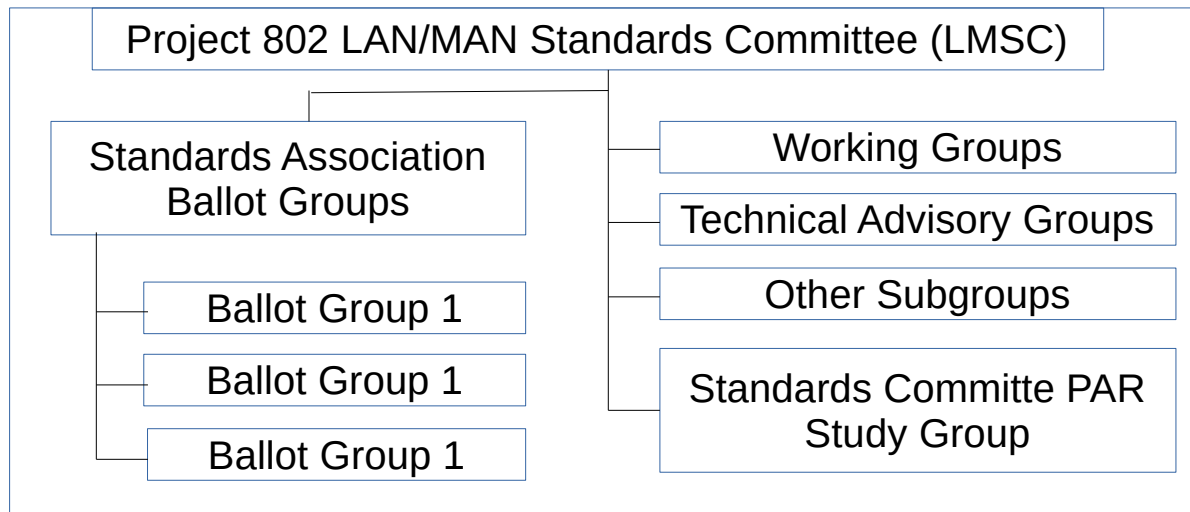 Project 802 LAN/MAN Standards Committee (LMSC)
Standards Association
Ballot Groups
Ballot Group 1
Ballot Group 1
Ballot Group 1
Working Groups
Technical Advisory Groups
Other Subgroups
Standards Committe PAR
Study Group